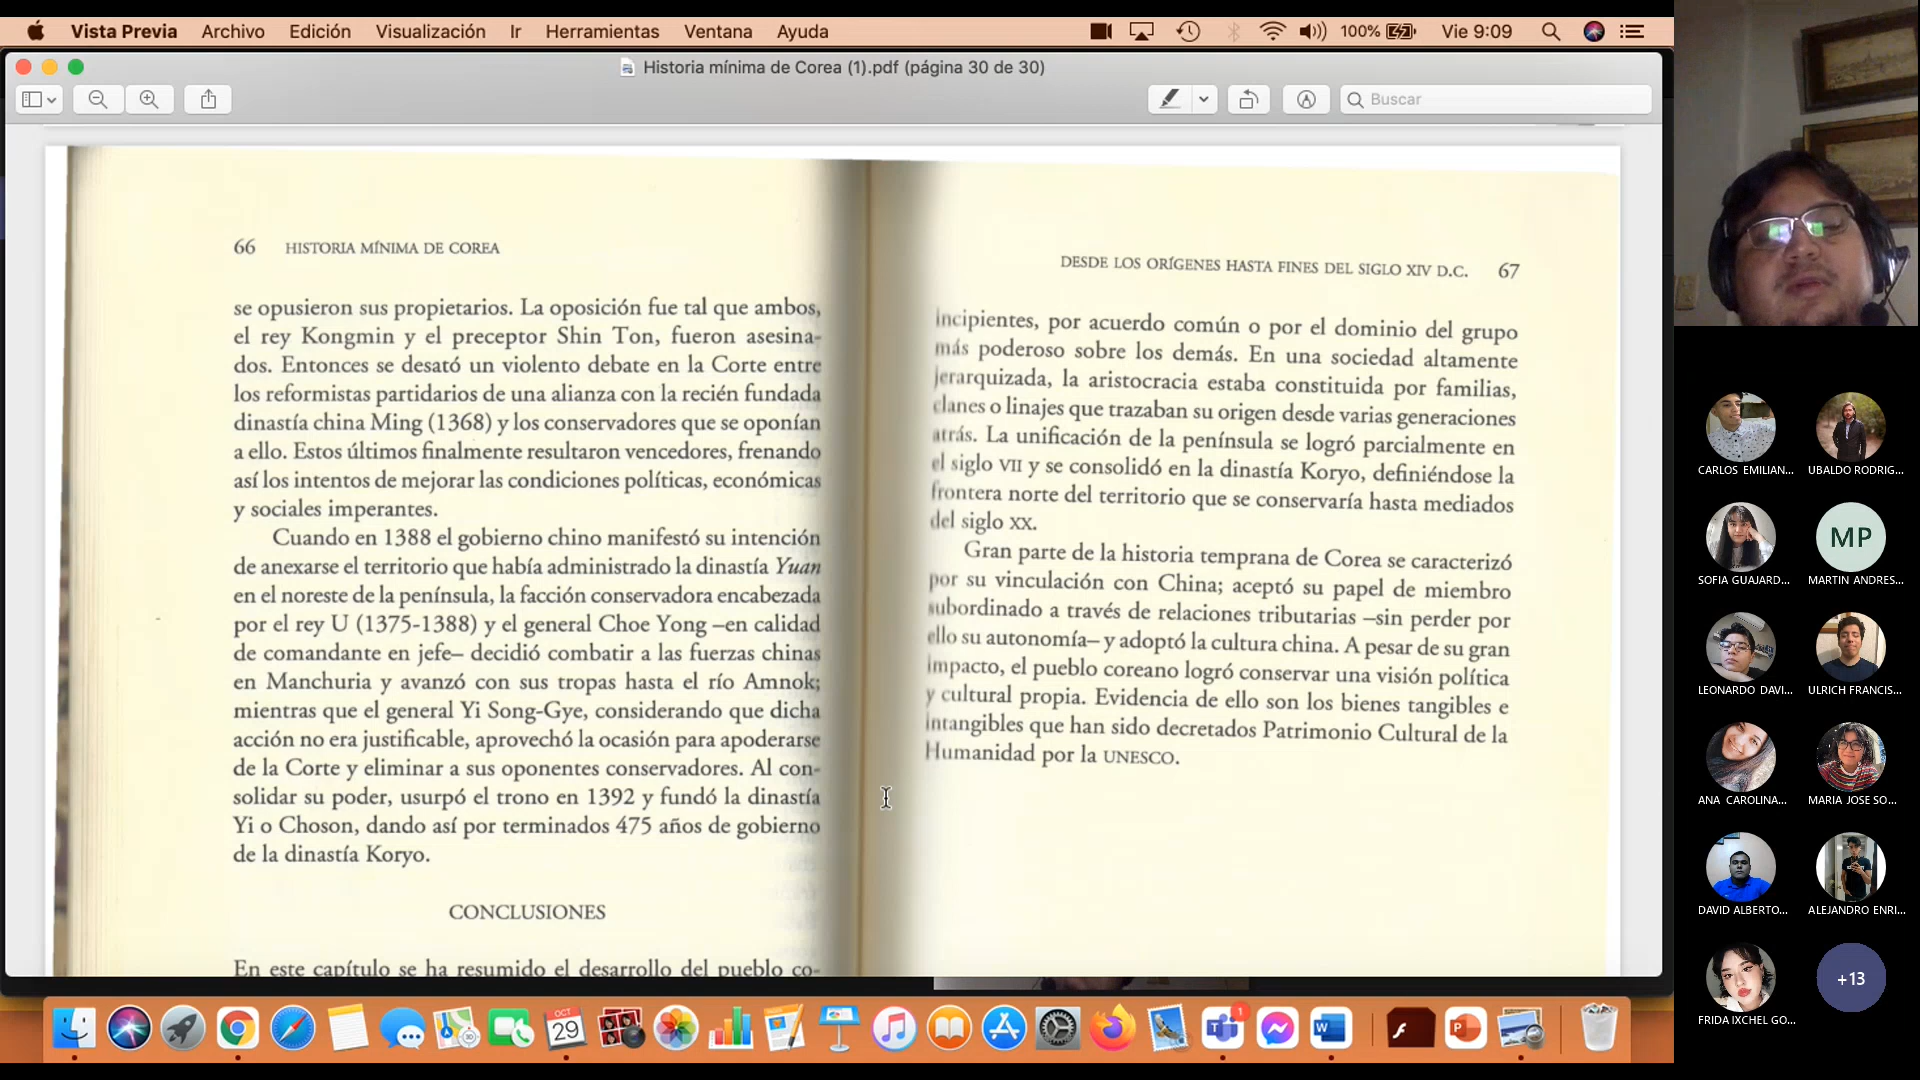 Vista Previa Archivo Edición Visualización Ir Herramientas Ventana Ayuda 100% Vie 9:09
Historia mínima de Corea (1).pdf (página 30 de 30)
Buscar
66 HISTORIA MÍNIMA DE COREA
se opusieron sus propietarios. La oposición fue tal que ambos,
el rey Kongmin y el preceptor Shin Ton, fueron asesina-
dos. Entonces se desató un violento debate en la Corte entre
los reformistas partidarios de una alianza con la recién fundada
dinastía china Ming (1368) y los conservadores que se oponían
a ello. Estos últimos finalmente resultaron vencedores, frenando
así los intentos de mejorar las condiciones políticas, económicas
y sociales imperantes.
Cuando en 1388 el gobierno chino manifestó su intención
de anexarse el territorio que había administrado la dinastía Yuan
en el noreste de la península, la facción conservadora encabezada
por el rey U (1375-1388) y el general Choe Yong –en calidad
de comandante en jefe– decidió combatir a las fuerzas chinas
en Manchuria y avanzó con sus tropas hasta el río Amnok;
mientras que el general Yi Song-Gye, considerando que dicha
acción no era justificable, aprovechó la ocasión para apoderarse
de la Corte y eliminar a sus oponentes conservadores. Al con-
solidar su poder, usurpó el trono en 1392 y fundó la dinastía
Yi o Choson, dando así por terminados 475 años de gobierno
de la dinastía Koryo.
CONCLUSIONES
En este capítulo se ha resumido el desarrollo del pueblo co-
DESDE LOS ORÍGENES HASTA FINES DEL SIGLO XIV D.C. 67
incipientes, por acuerdo común o por el dominio del grupo
más poderoso sobre los demás. En una sociedad altamente
jerarquizada, la aristocracia estaba constituida por familias,
clanes o linajes que trazaban su origen desde varias generaciones
atrás. La unificación de la península se logró parcialmente en
el siglo VII y se consolidó en la dinastía Koryo, definiéndose la
frontera norte del territorio que se conservaría hasta mediados
del siglo XX.
Gran parte de la historia temprana de Corea se caracterizó
por su vinculación con China; aceptó su papel de miembro
subordinado a través de relaciones tributarias –sin perder por
ello su autonomía– y adoptó la cultura china. A pesar de su gran
impacto, el pueblo coreano logró conservar una visión política
y cultural propia. Evidencia de ello son los bienes tangibles e
intangibles que han sido decretados Patrimonio Cultural de la
Humanidad por la UNESCO.
CARLOS EMILIAN... UBALDO RODRIG...
MP
SOFIA GUAJARD... MARTIN ANDRES...
LEONARDO DAVI... ULRICH FRANCIS...
ANA CAROLINA... MARIA JOSE SO...
DAVID ALBERTO... ALEJANDRO ENRI...
+13
FRIDA IXCHEL GO...
OCT
29
1